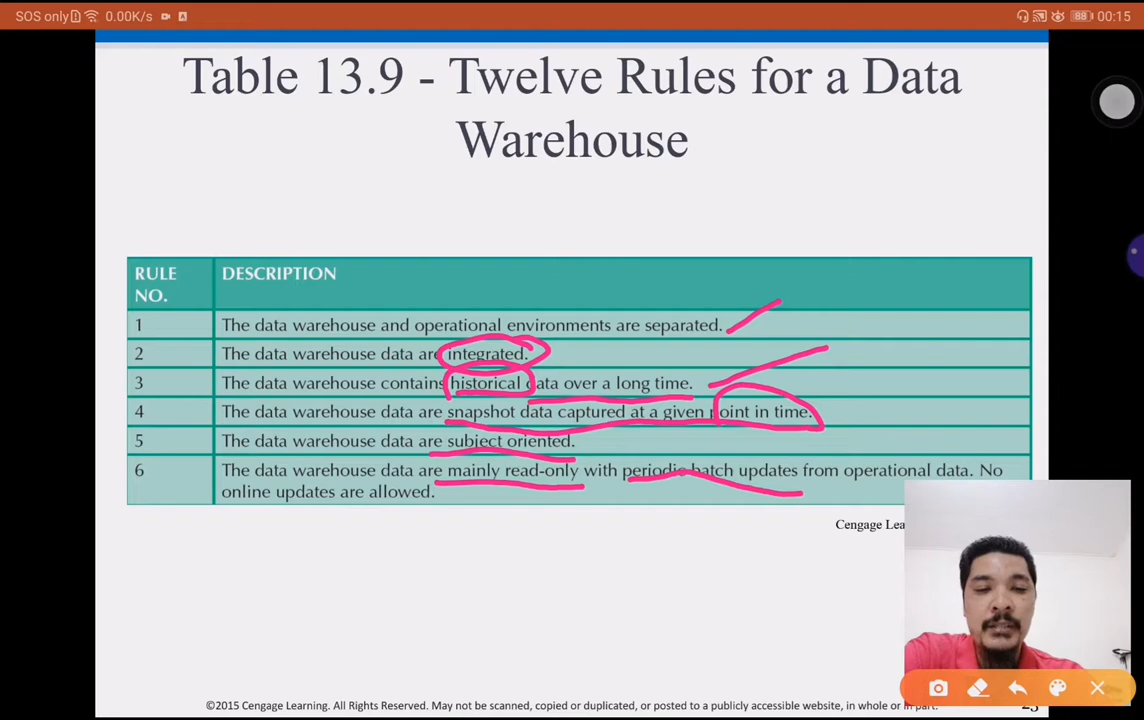 SOS only 0.00K/s 88 00:15
Table 13.9 - Twelve Rules for a Data
Warehouse
RULE NO. DESCRIPTION
1 The data warehouse and operational environments are separated.
2 The data warehouse data are integrated.
3 The data warehouse contains historical data over a long time.
4 The data warehouse data are snapshot data captured at a given point in time.
5 The data warehouse data are subject oriented.
6 The data warehouse data are mainly read-only with periodic batch updates from operational data. No
online updates are allowed.
Cengage Lea
©2015 Cengage Learning. All Rights Reserved. May not be scanned, copied or duplicated, or posted to a publicly accessible website, in whole or in part.